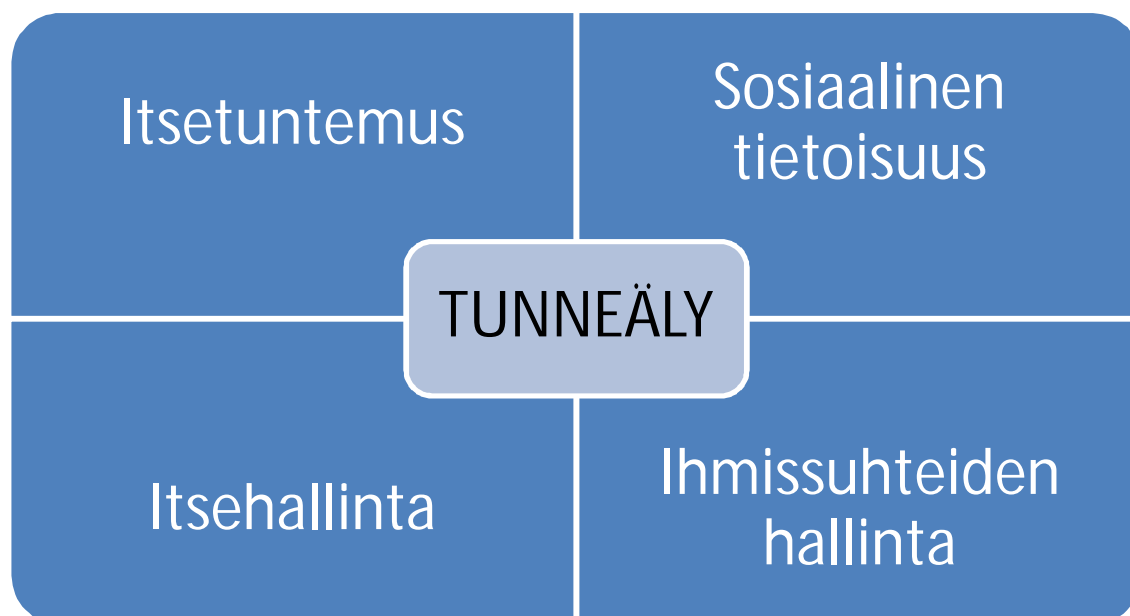 Itsetuntemus
Sosiaalinen
tietoisuus
TUNNEÄLY
Itsehallinta
Ihmissuhteiden
hallinta